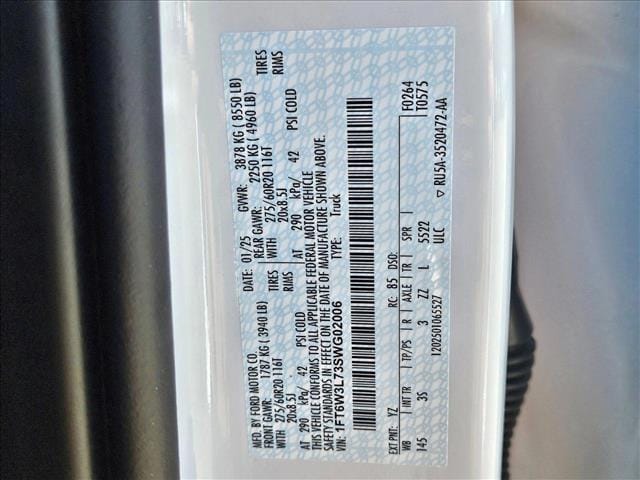 MFD. BY FORD MOTOR CO.
DATE: 01/25 GVWR: 3878 KG ( 8550 LB)
FRONT GAWR: 1787 KG ( 3940 LB) REAR GAWR: 2250 KG ( 4960 LB)
WITH 275/60R20 116T TIRES WITH 275/60R20 116T TIRES
20x8.5J RIMS 20x8.5J RIMS
AT 290 kPa/ 42 PSI COLD AT 290 kPa/ 42 PSI COLD
THIS VEHICLE CONFORMS TO ALL APPLICABLE FEDERAL MOTOR VEHICLE
SAFETY STANDARDS IN EFFECT ON THE DATE OF MANUFACTURE SHOWN ABOVE.
VIN: 1FT6W3L73SWG02006 TYPE: Truck
F0264
T0575
EXT PNT: YZ RC: 85 DSO:
WB INT TR TP/PS R AXLE TR SPR
145 3S 3 ZZ L 5522
1202501065527 ULC
▽ RU5A-3520472-AA